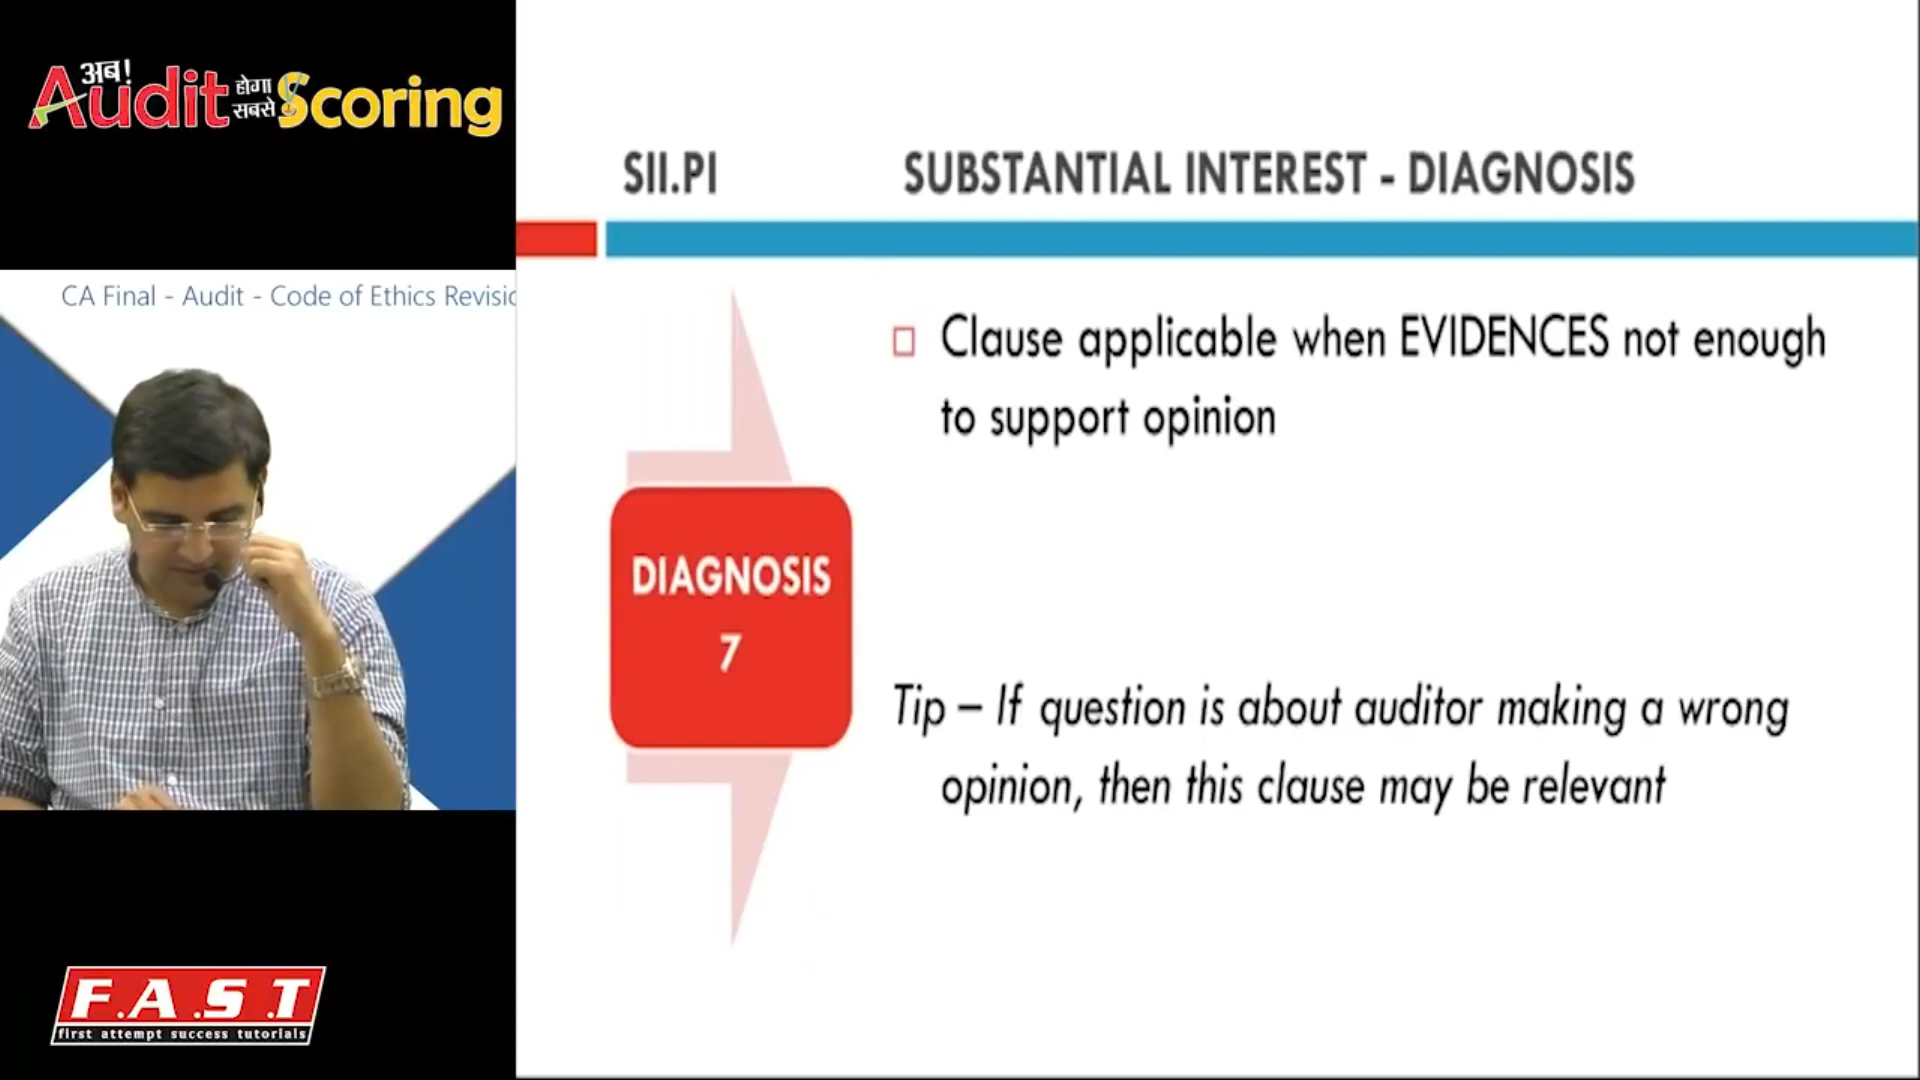 अब!
Audit होगा सबसे Scoring
CA Final - Audit - Code of Ethics Revisio
F.A.S.T
first attempt success tutorials
SII.PI SUBSTANTIAL INTEREST - DIAGNOSIS
Clause applicable when EVIDENCES not enough
to support opinion
DIAGNOSIS
7
Tip – If question is about auditor making a wrong
opinion, then this clause may be relevant